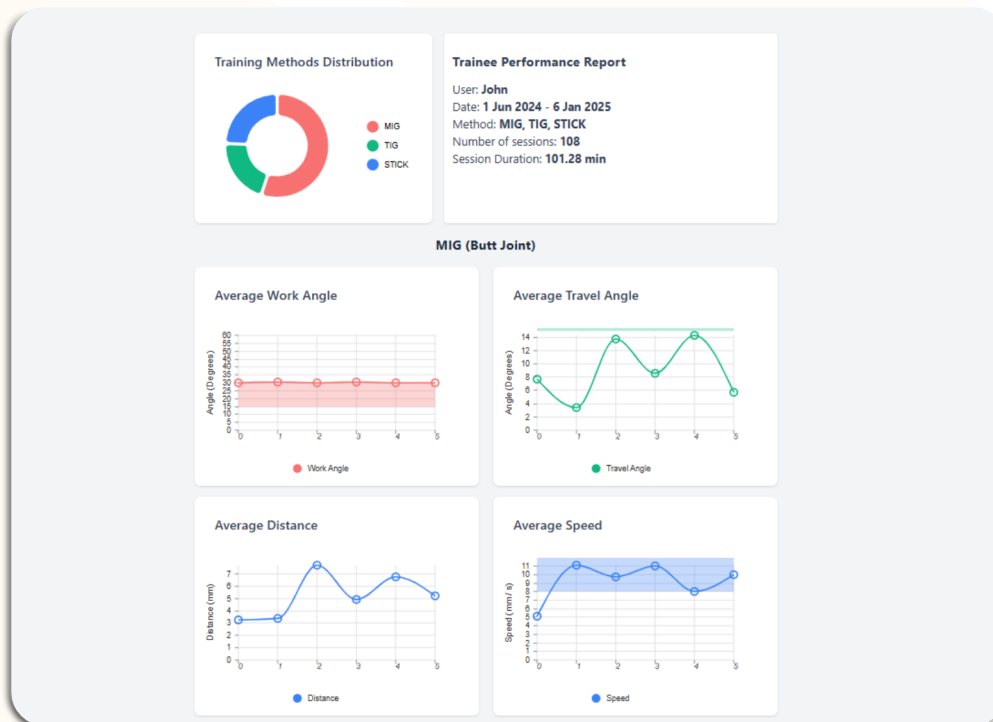 Training Methods Distribution
MIG
TIG
STICK
Trainee Performance Report
User: John
Date: 1 Jun 2024 - 6 Jan 2025
Method: MIG, TIG, STICK
Number of sessions: 108
Session Duration: 101.28 min
MIG (Butt Joint)
Average Work Angle
Angle (Degrees)
60
55
50
45
40
35
30
25
20
15
10
5
0
0 1 2 3 4 5
Work Angle
Average Travel Angle
Angle (Degrees)
14
12
10
8
6
4
2
0
0 1 2 3 4 5
Travel Angle
Average Distance
Distance (mm)
7
6
5
4
3
2
1
0
0 1 2 3 4 5
Distance
Average Speed
Speed (mm/s)
11
10
9
8
7
6
5
4
3
2
1
0
0 1 2 3 4 5
Speed